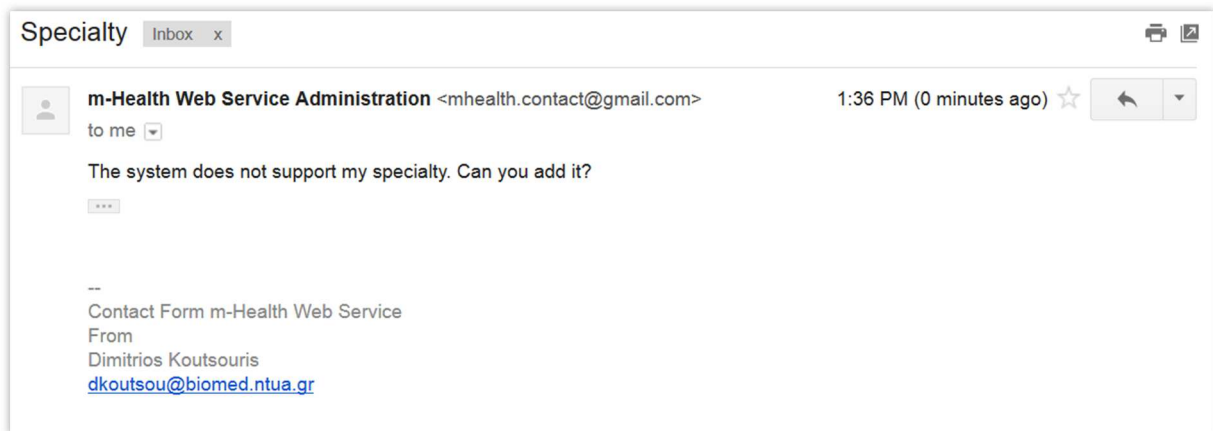 Specialty Inbox x
m-Health Web Service Administration <mhealth.contact@gmail.com> 1:36 PM (0 minutes ago)
to me
The system does not support my specialty. Can you add it?
--
Contact Form m-Health Web Service
From
Dimitrios Koutsouris
dkoutsou@biomed.ntua.gr